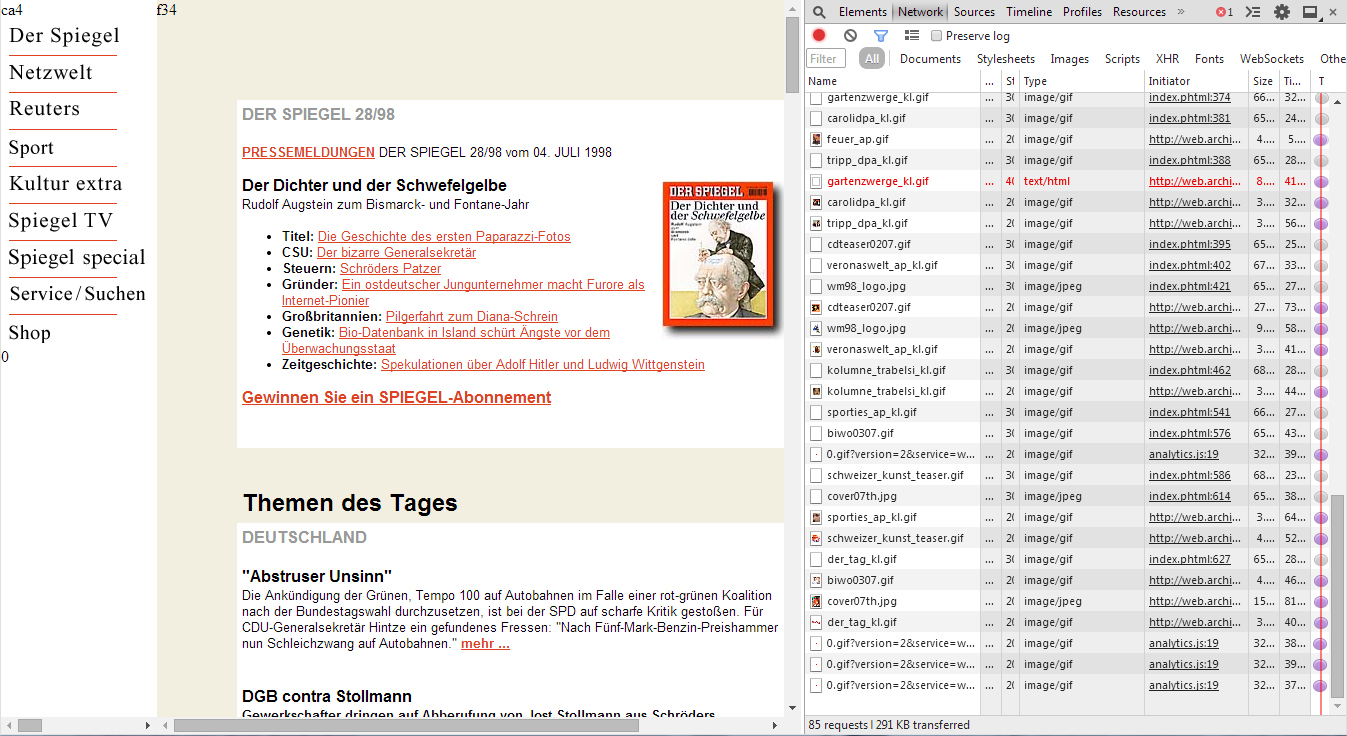 ca4
Der Spiegel
Netzwelt
Reuters
Sport
Kultur extra
Spiegel TV
Spiegel special
Service/Suchen
Shop
0
f34
DER SPIEGEL 28/98
PRESSEMELDUNGEN DER SPIEGEL 28/98 vom 04. JULI 1998
Der Dichter und der Schwefelgelbe
Rudolf Augstein zum Bismarck- und Fontane-Jahr
• Titel: Die Geschichte des ersten Paparazzi-Fotos
• CSU: Der bizarre Generalsekretär
• Steuern: Schröders Patzer
• Gründer: Ein ostdeutscher Jungunternehmer macht Furore als
Internet-Pionier
• Großbritannien: Pilgerfahrt zum Diana-Schrein
• Genetik: Bio-Datenbank in Island schürt Ängste vor dem
Überwachungsstaat
• Zeitgeschichte: Spekulationen über Adolf Hitler und Ludwig Wittgenstein
DER SPIEGEL
Der Dichter und
der Schwefelgelbe
Gewinnen Sie ein SPIEGEL-Abonnement
Themen des Tages
DEUTSCHLAND
"Abstruser Unsinn"
Die Ankündigung der Grünen, Tempo 100 auf Autobahnen im Falle einer rot-grünen Koalition
nach der Bundestagswahl durchzusetzen, ist bei der SPD auf scharfe Kritik gestoßen. Für
CDU-Generalsekretär Hintze ein gefundenes Fressen: "Nach Fünf-Mark-Benzin-Preishammer
nun Schleichzwang auf Autobahnen." mehr ...
DGB contra Stollmann
Gewerkschafter dringen auf Abberufung von Jost Stollmann aus Schröders
Elements Network Sources Timeline Profiles Resources » 1
Preserve log
Filter All Documents Stylesheets Images Scripts XHR Fonts WebSockets Othe
Name ... St Type Initiator Size Ti... T
gartenzwerge_kl.gif ... 30 image/gif index.phtml:374 66... 32...
carolidpa_kl.gif ... 30 image/gif index.phtml:381 65... 24...
feuer_ap.gif ... 20 image/gif http://web.archi... 4.... 5...
tripp_dpa_kl.gif ... 30 image/gif index.phtml:388 65... 28...
gartenzwerge_kl.gif ... 40 text/html http://web.archi... 8.... 41...
carolidpa_kl.gif ... 20 image/gif http://web.archi... 3.... 32...
tripp_dpa_kl.gif ... 20 image/gif http://web.archi... 3.... 56...
cdteaser0207.gif ... 30 image/gif index.phtml:395 65... 25...
veronaswelt_ap_kl.gif ... 30 image/gif index.phtml:402 67... 33...
wm98_logo.jpg ... 30 image/jpeg index.phtml:421 65... 27...
cdteaser0207.gif ... 20 image/gif http://web.archi... 27... 73...
wm98_logo.jpg ... 20 image/jpeg http://web.archi... 9.... 58...
veronaswelt_ap_kl.gif ... 20 image/gif http://web.archi... 3.... 41...
kolumne_trabelsi_kl.gif ... 30 image/gif index.phtml:462 68... 28...
kolumne_trabelsi_kl.gif ... 20 image/gif http://web.archi... 3.... 44...
sporties_ap_kl.gif ... 30 image/gif index.phtml:541 66... 27...
biwo0307.gif ... 30 image/gif index.phtml:576 65... 43...
0.gif?version=2&service=w... ... 20 image/gif analytics.js:19 32... 39...
schweizer_kunst_teaser.gif ... 30 image/gif index.phtml:586 68... 23...
cover07th.jpg ... 30 image/jpeg index.phtml:614 65... 38...
sporties_ap_kl.gif ... 20 image/gif http://web.archi... 3.... 64...
schweizer_kunst_teaser.gif ... 20 image/gif http://web.archi... 4.... 52...
der_tag_kl.gif ... 30 image/gif index.phtml:627 65... 28...
biwo0307.gif ... 20 image/gif http://web.archi... 4.... 46...
cover07th.jpg ... 20 image/jpeg http://web.archi... 15... 81...
der_tag_kl.gif ... 20 image/gif http://web.archi... 3.... 40...
0.gif?version=2&service=w... ... 20 image/gif analytics.js:19 32... 38...
0.gif?version=2&service=w... ... 20 image/gif analytics.js:19 32... 39...
0.gif?version=2&service=w... ... 20 image/gif analytics.js:19 32... 37...
85 requests | 291 KB transferred